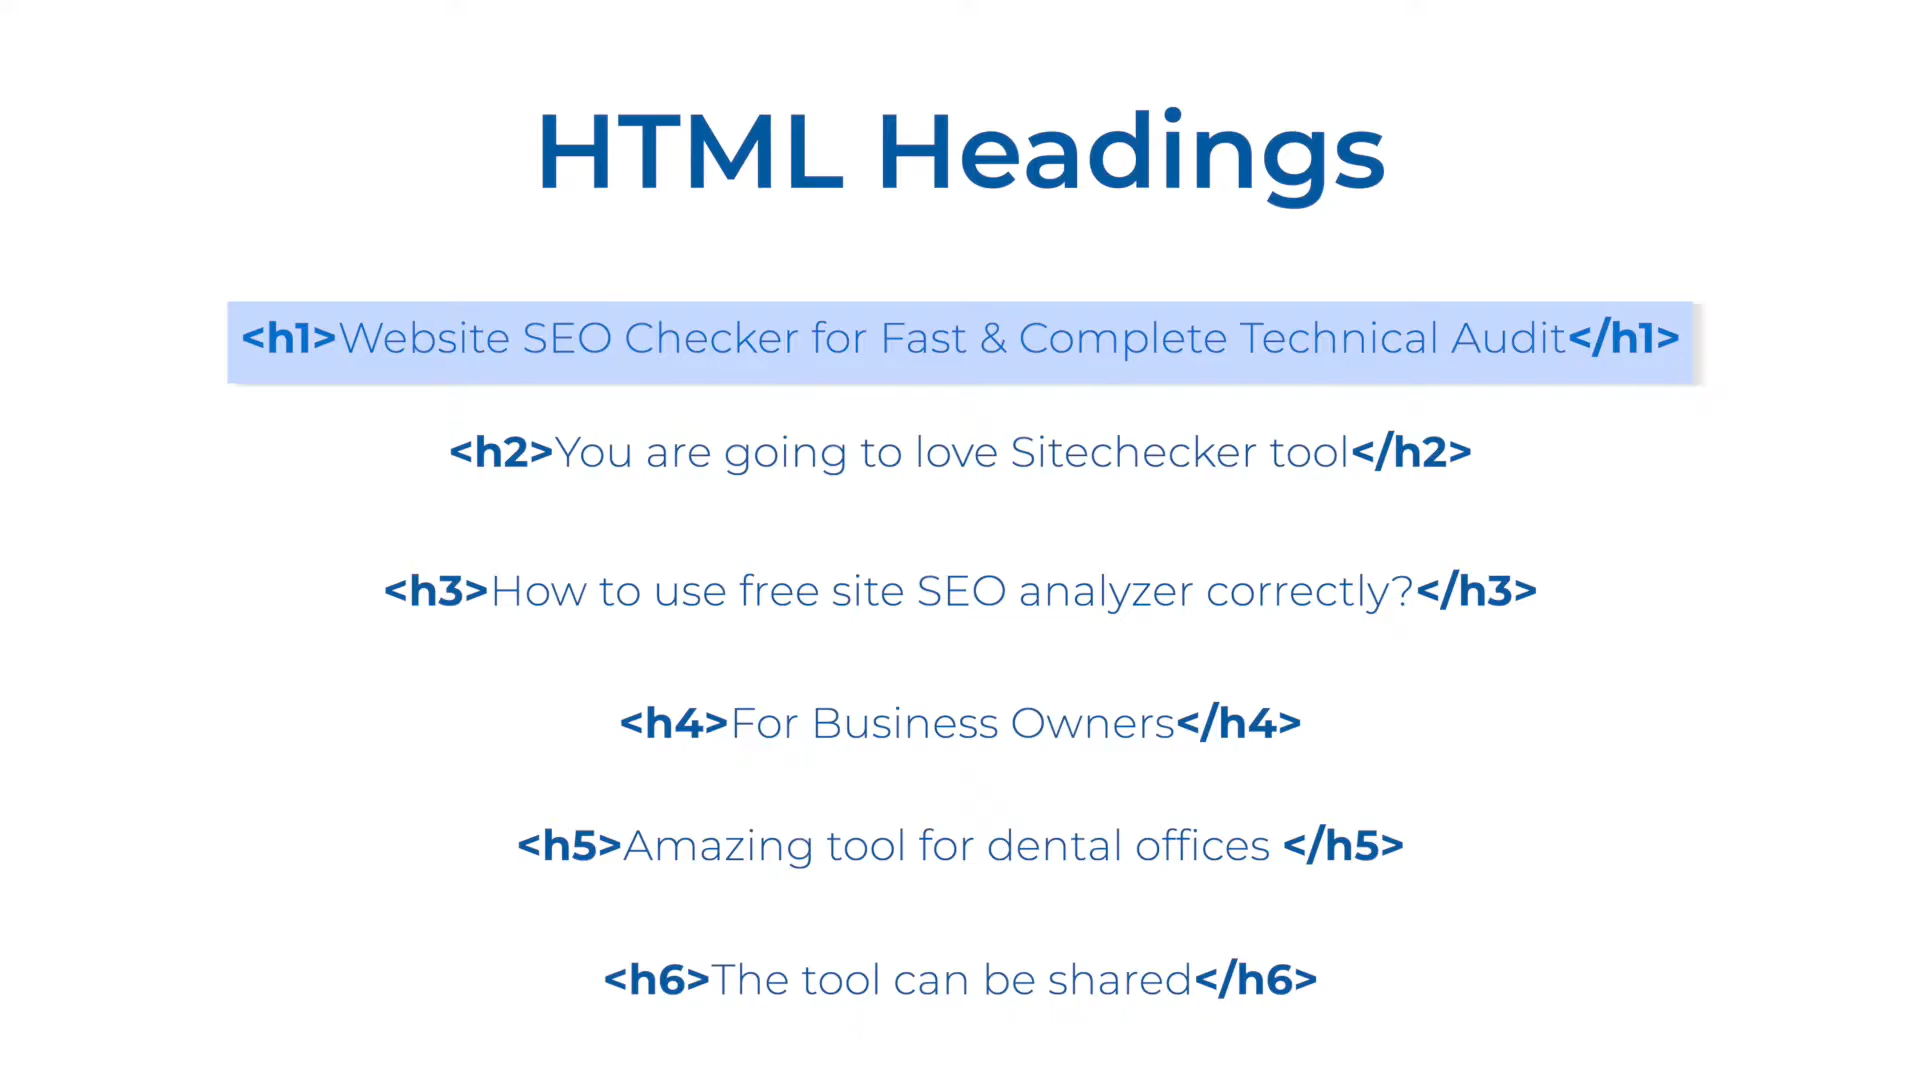 HTML Headings
<h1>Website SEO Checker for Fast & Complete Technical Audit</h1>
<h2>You are going to love Sitechecker tool</h2>
<h3>How to use free site SEO analyzer correctly?</h3>
<h4>For Business Owners</h4>
<h5>Amazing tool for dental offices </h5>
<h6>The tool can be shared</h6>